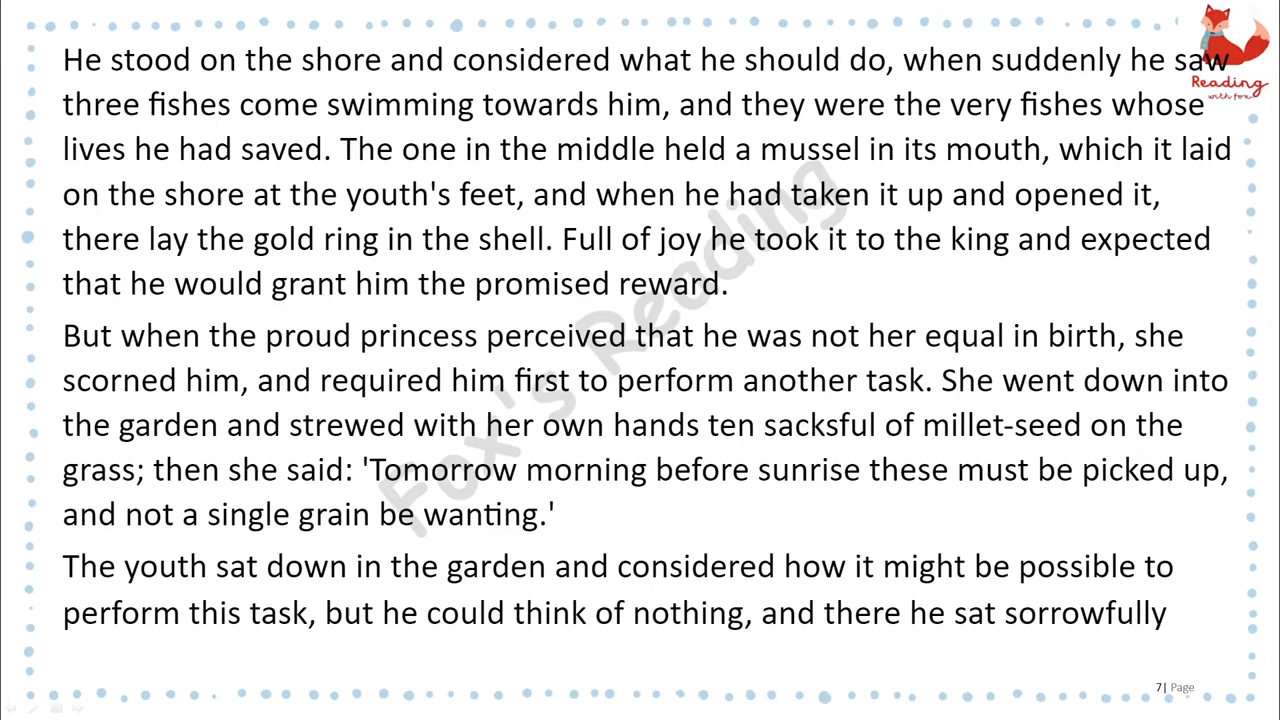 He stood on the shore and considered what he should do, when suddenly he saw
three fishes come swimming towards him, and they were the very fishes whose
lives he had saved. The one in the middle held a mussel in its mouth, which it laid
on the shore at the youth's feet, and when he had taken it up and opened it,
there lay the gold ring in the shell. Full of joy he took it to the king and expected
that he would grant him the promised reward.
But when the proud princess perceived that he was not her equal in birth, she
scorned him, and required him first to perform another task. She went down into
the garden and strewed with her own hands ten sacksful of millet-seed on the
grass; then she said: 'Tomorrow morning before sunrise these must be picked up,
and not a single grain be wanting.'
The youth sat down in the garden and considered how it might be possible to
perform this task, but he could think of nothing, and there he sat sorrowfully
7| Page
Reading
with fox
Fox's Reading